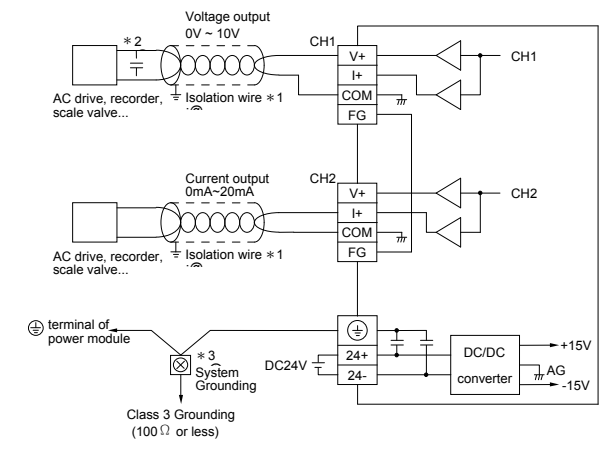 Voltage output
0V ~ 10V
CH1
*2
V+
CH1
I+
COM
AC drive, recorder,
scale valve...
Isolation wire *1
FG
Current output
0mA~20mA
CH2
V+
CH2
I+
COM
AC drive, recorder,
scale valve...
Isolation wire *1
FG
terminal of
power module
*3
System
Grounding
DC24V
24+
24-
DC/DC
converter
+15V
AG
-15V
Class 3 Grounding
(100Ω or less)